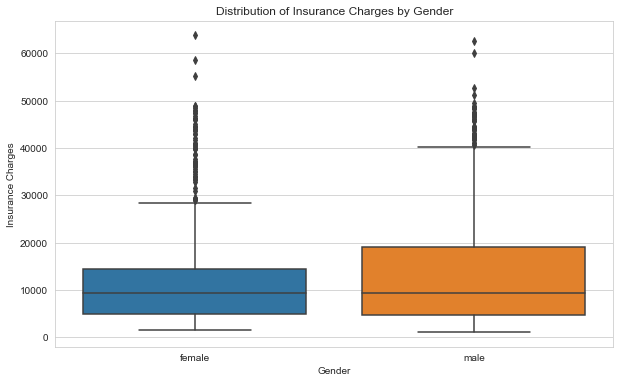 Distribution of Insurance Charges by Gender
60000
50000
40000
30000
20000
10000
0
Insurance Charges
female
male
Gender